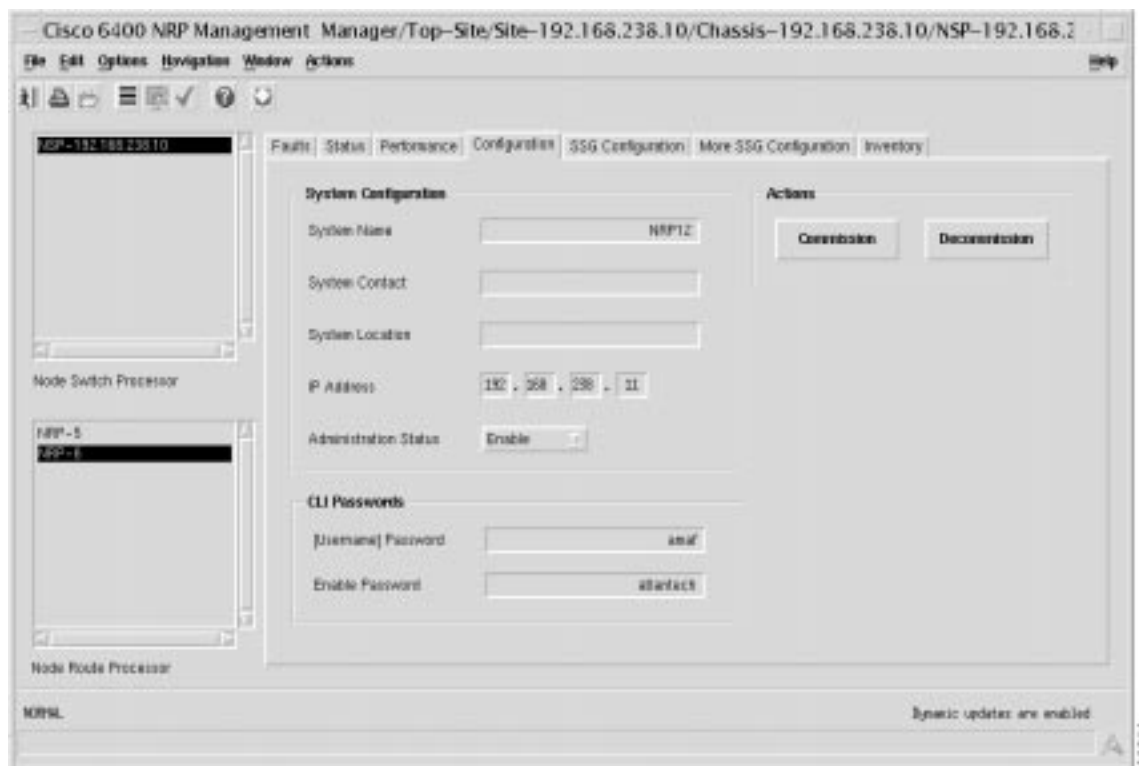 Cisco 6400 NRP Management Manager/Top-Site/Site-192.168.238.10/Chassis-192.168.238.10/NSP-192.168.2
File Edit Options Navigation Window Actions Help
NSP-192.168.238.10
Node Switch Processor
NRP-5
NRP-6
Node Route Processor
Faults Status Performance Configuration SSG Configuration More SSG Configuration Inventory
System Configuration
System Name NRP12
System Contact
System Location
IP Address 192 . 168 . 238 . 11
Administration Status Enable
CLI Passwords
[Username] Password amaf
Enable Password atlantech
Actions
Commission Decommission
NORMAL Dynamic updates are enabled